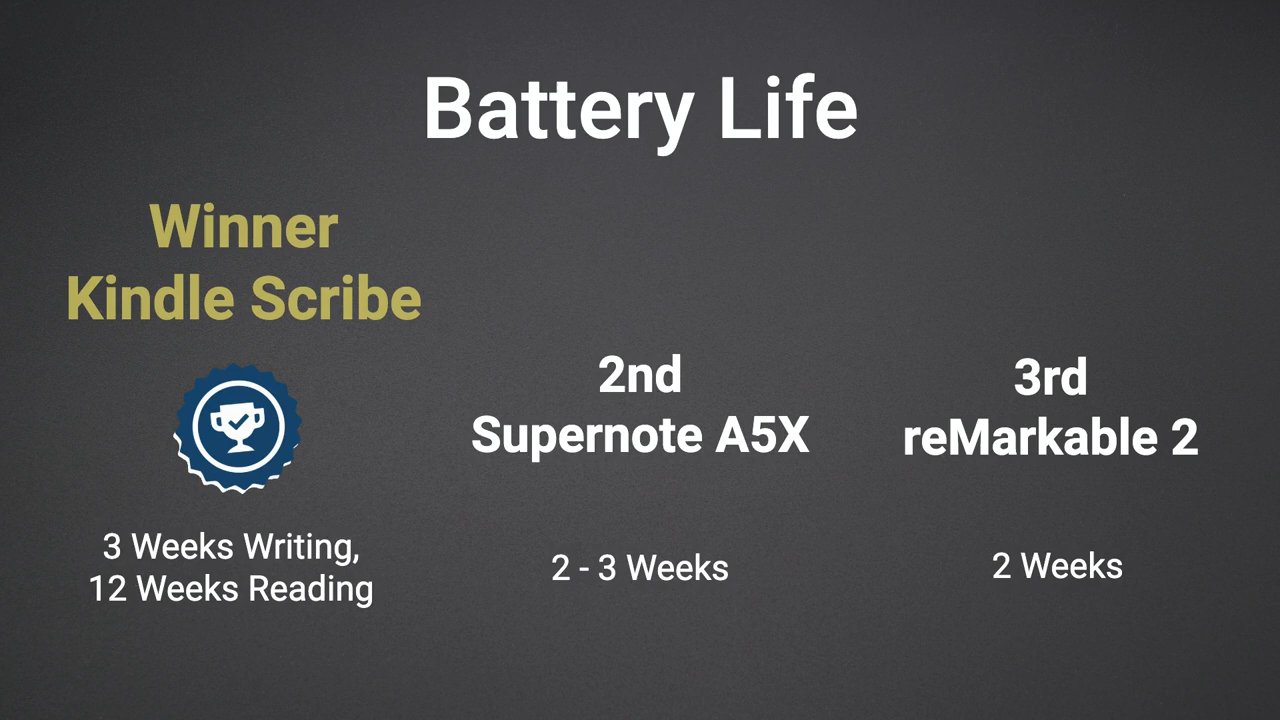 Battery Life
Winner
Kindle Scribe
3 Weeks Writing,
12 Weeks Reading
2nd
Supernote A5X
2 - 3 Weeks
3rd
reMarkable 2
2 Weeks